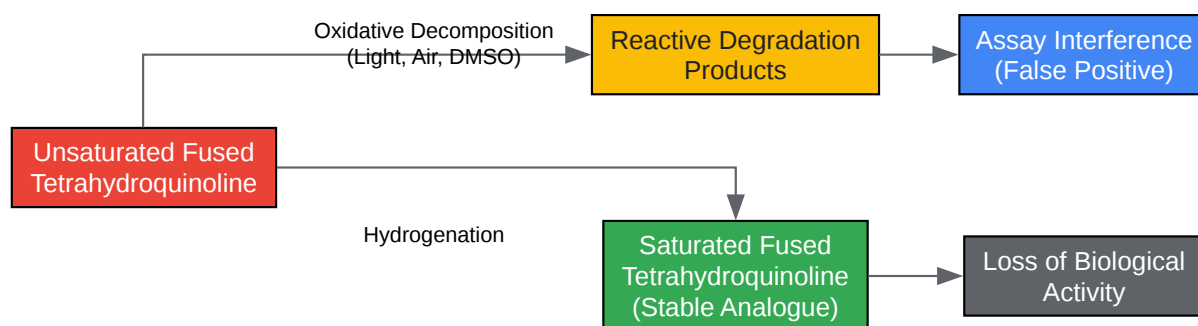 Oxidative Decomposition
(Light, Air, DMSO)
Reactive Degradation
Products
Assay Interference
(False Positive)
Unsaturated Fused
Tetrahydroquinoline
Hydrogenation
Saturated Fused
Tetrahydroquinoline
(Stable Analogue)
Loss of Biological
Activity